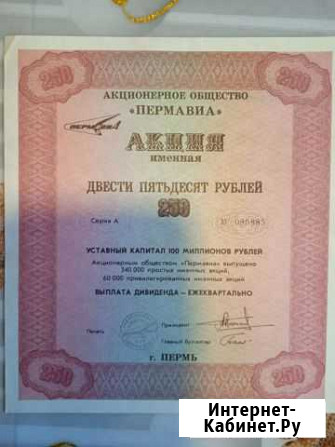 250 250
АКЦИОНЕРНОЕ ОБЩЕСТВО
«ПЕРМАВИА»
АКЦИЯ
именная
ДВЕСТИ ПЯТЬДЕСЯТ РУБЛЕЙ
Серия А 250 №
УСТАВНЫЙ КАПИТАЛ 100 МИЛЛИОНОВ РУБЛЕЙ
Акционерным обществом «Пермавиа» выпущено
340 000 простых именных акций,
60 000 привилегированных именных акций
ВЫПЛАТА ДИВИДЕНДА — ЕЖЕКВАРТАЛЬНО
Президент
Печать
Главный бухгалтер
г. ПЕРМЬ
250 250
Интернет-
Кабинет.Ру